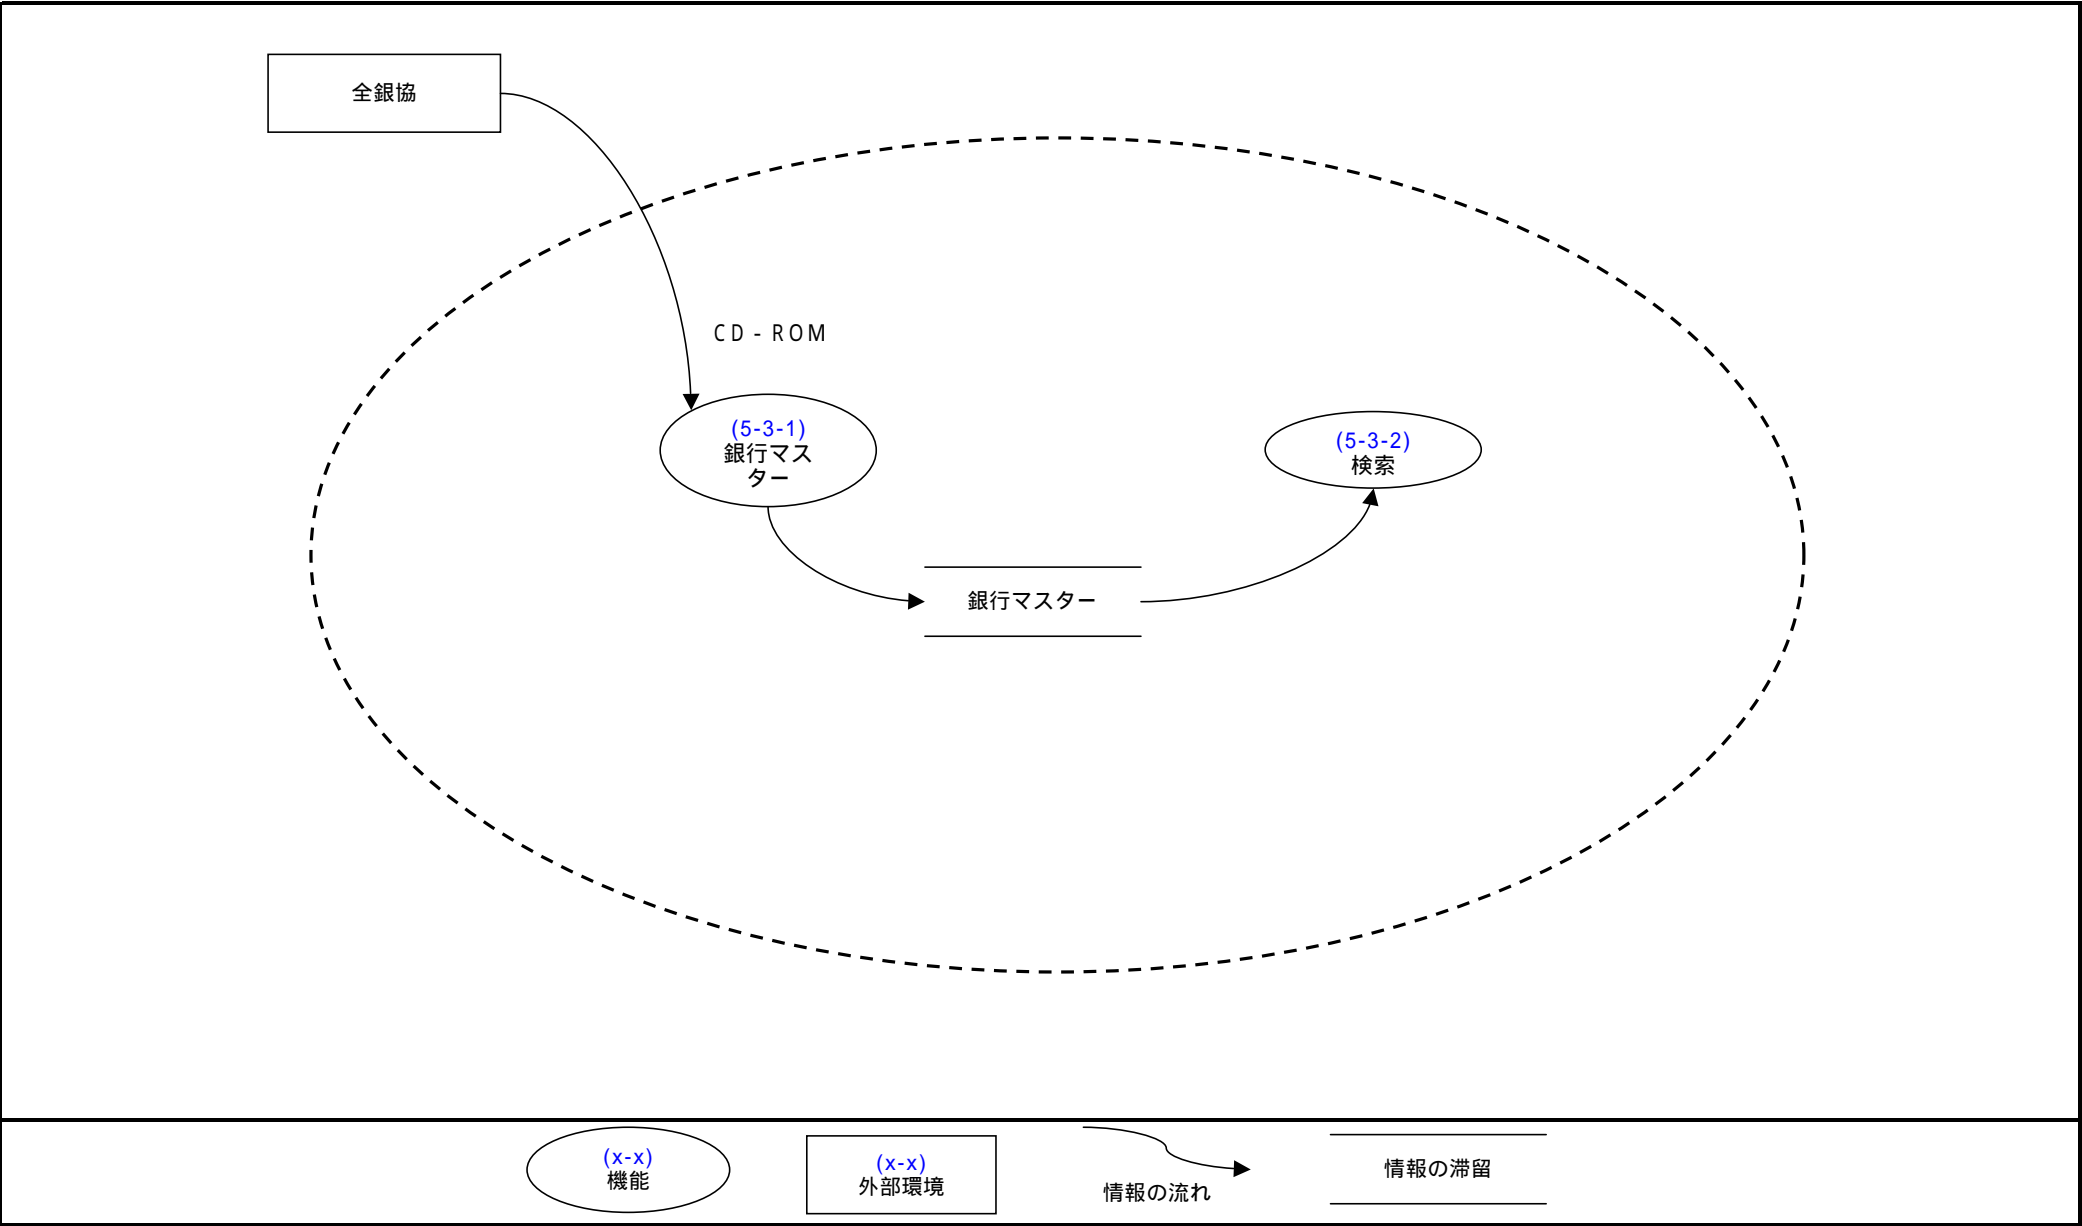 全銀協
CD-ROM
(5-3-1)
銀行マス
ター
(5-3-2)
検索
銀行マスター
(x-x)
機能
(x-x)
外部環境
情報の流れ
情報の滞留